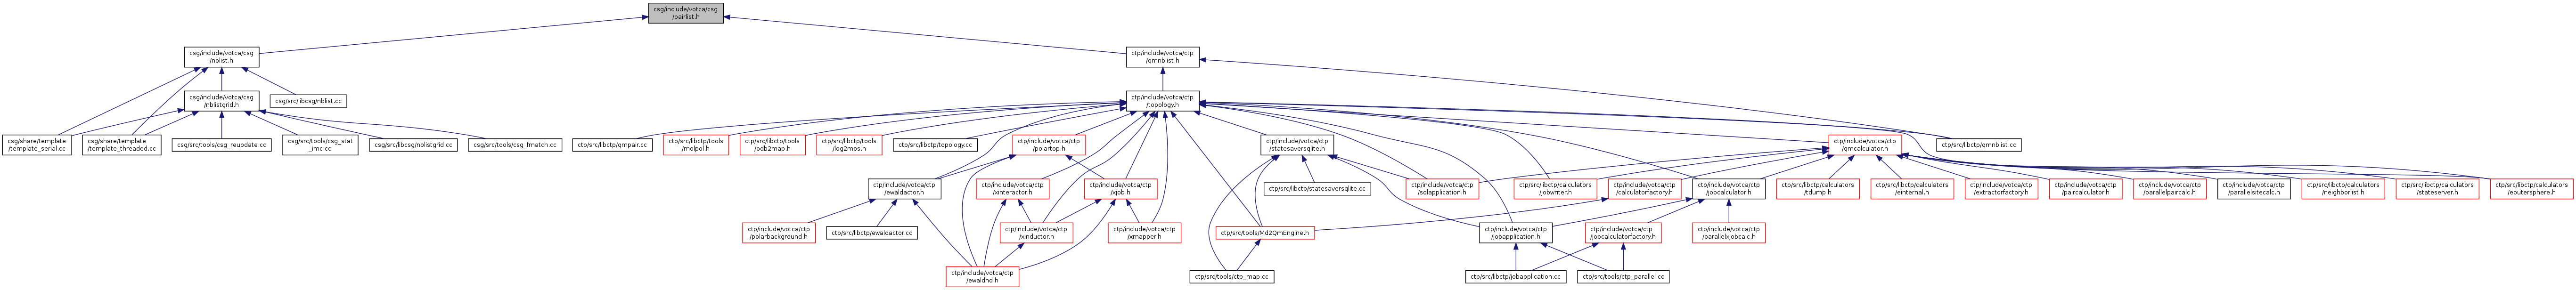 csg/include/votca/csg
/pairlist.h
csg/include/votca/csg
/nblist.h
ctp/include/votca/ctp
/qmnblist.h
csg/include/votca/csg
/nblistgrid.h
csg/src/libcsg/nblist.cc
ctp/include/votca/ctp
/topology.h
csg/share/template
/template_serial.cc
csg/share/template
/template_threaded.cc
csg/src/tools/csg_reupdate.cc
csg/src/tools/csg_stat
_imc.cc
csg/src/libcsg/nblistgrid.cc
csg/src/tools/csg_fmatch.cc
ctp/src/libctp/qmpair.cc
ctp/src/libctp/tools
/molpol.h
ctp/src/libctp/tools
/pdb2map.h
ctp/src/libctp/tools
/log2mps.h
ctp/src/libctp/topology.cc
ctp/include/votca/ctp
/polartop.h
ctp/include/votca/ctp
/statesaversqlite.h
ctp/include/votca/ctp
/qmcalculator.h
ctp/src/libctp/qmnblist.cc
ctp/include/votca/ctp
/ewaldactor.h
ctp/include/votca/ctp
/xinteractor.h
ctp/include/votca/ctp
/xjob.h
ctp/src/libctp/statesaversqlite.cc
ctp/include/votca/ctp
/sqlapplication.h
ctp/src/libctp/calculators
/jobwriter.h
ctp/include/votca/ctp
/calculatorfactory.h
ctp/include/votca/ctp
/jobcalculator.h
ctp/src/libctp/calculators
/tdump.h
ctp/src/libctp/calculators
/einternal.h
ctp/include/votca/ctp
/extractorfactory.h
ctp/include/votca/ctp
/paircalculator.h
ctp/include/votca/ctp
/parallelpaircalc.h
ctp/include/votca/ctp
/parallelsitecalc.h
ctp/src/libctp/calculators
/neighborlist.h
ctp/src/libctp/calculators
/stateserver.h
ctp/src/libctp/calculators
/eoutersphere.h
ctp/include/votca/ctp
/polarbackground.h
ctp/src/libctp/ewaldactor.cc
ctp/include/votca/ctp
/xinductor.h
ctp/include/votca/ctp
/xmapper.h
ctp/src/tools/Md2QmEngine.h
ctp/include/votca/ctp
/jobapplication.h
ctp/include/votca/ctp
/jobcalculatorfactory.h
ctp/include/votca/ctp
/parallelxjobcalc.h
ctp/include/votca/ctp
/ewaldnd.h
ctp/src/tools/ctp_map.cc
ctp/src/libctp/jobapplication.cc
ctp/src/tools/ctp_parallel.cc